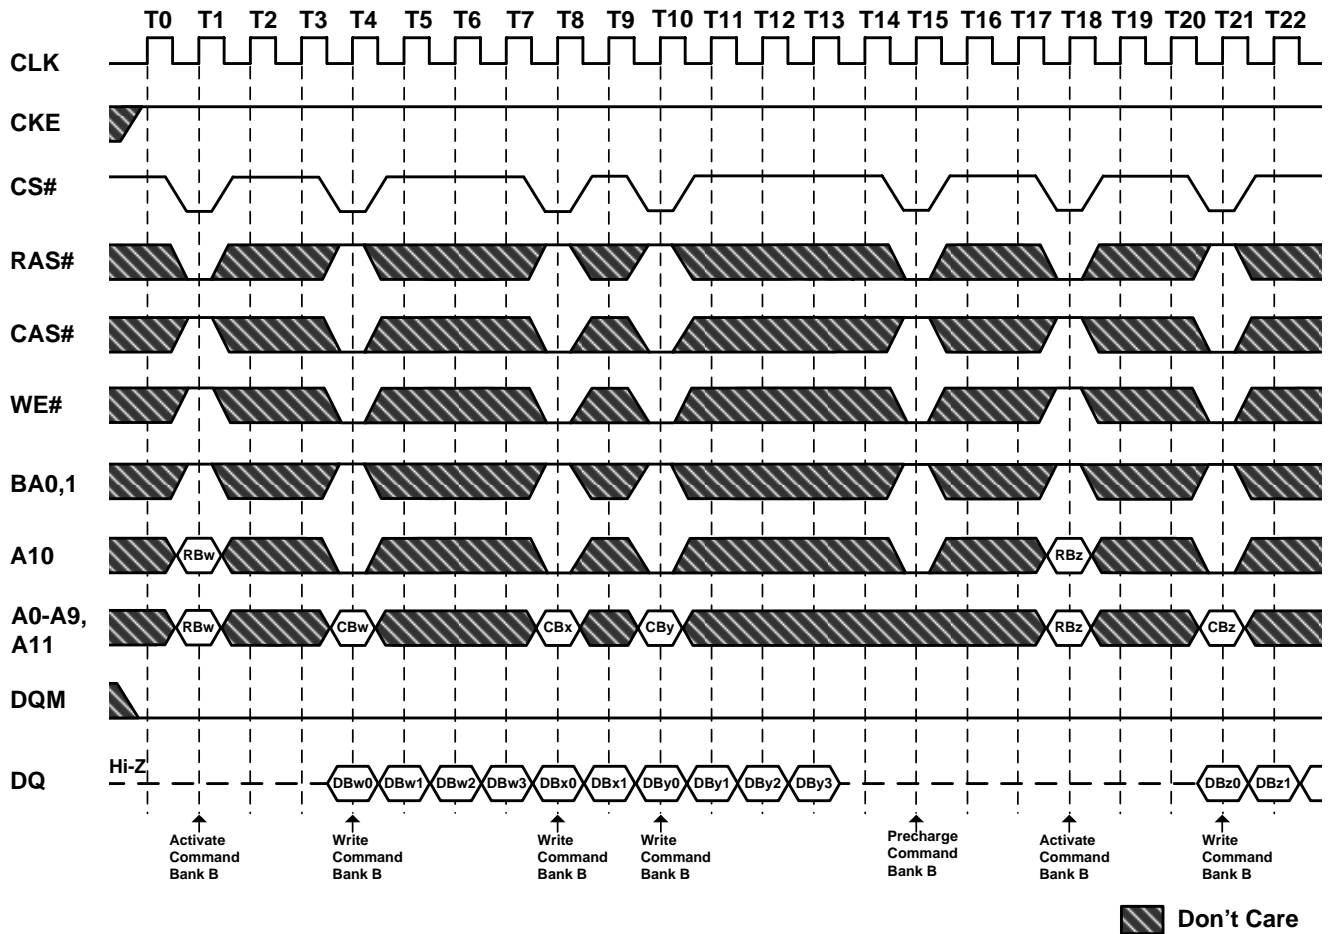 T0 T1 T2 T3 T4 T5 T6 T7 T8 T9 T10 T11 T12 T13 T14 T15 T16 T17 T18 T19 T20 T21 T22
CLK
CKE
CS#
RAS#
CAS#
WE#
BA0,1
A10 RBw RBz
A0-A9,
A11
RBw CBw CBx CBy RBz CBz
DQM
DQ Hi-Z DBw0 DBw1 DBw2 DBw3 DBx0 DBx1 DBy0 DBy1 DBy2 DBy3 DBz0 DBz1
Activate
Command
Bank B
Write
Command
Bank B
Write
Command
Bank B
Write
Command
Bank B
Precharge
Command
Bank B
Activate
Command
Bank B
Write
Command
Bank B
Don't Care